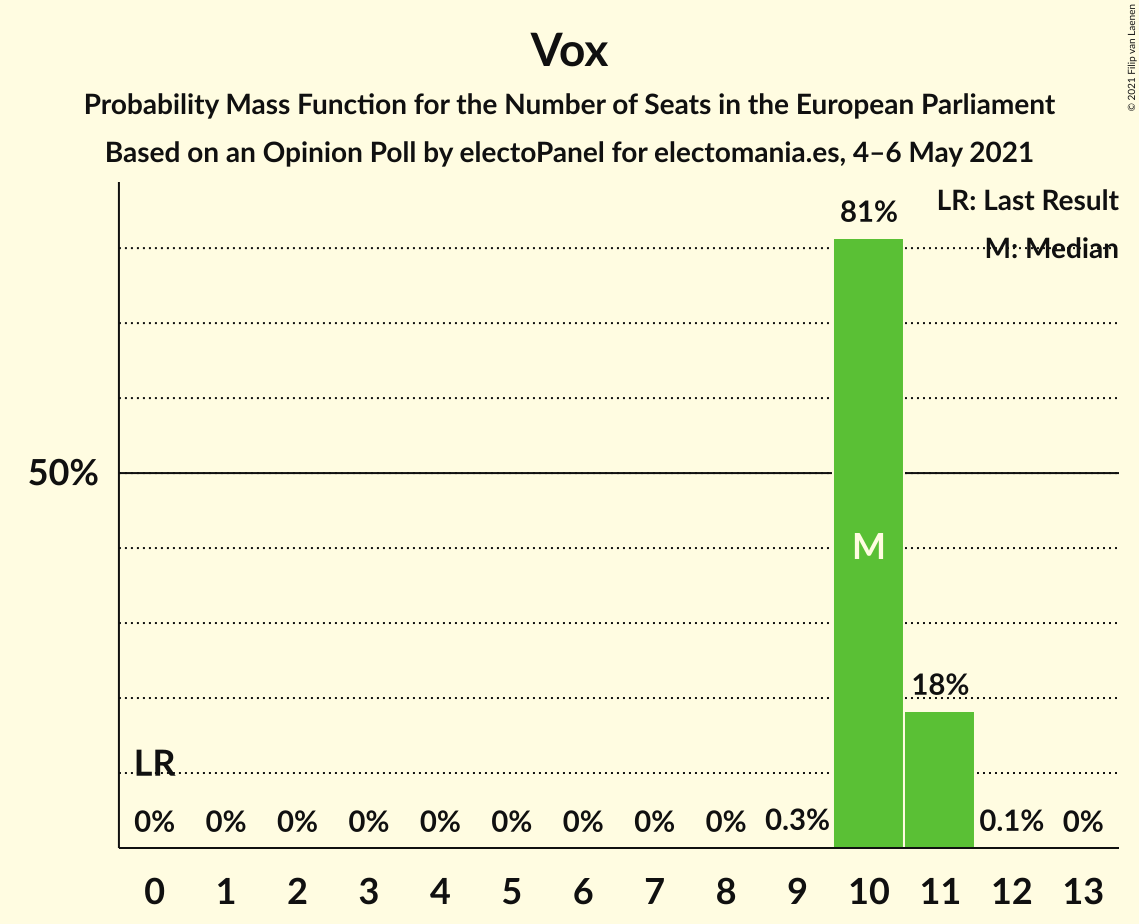 Vox
Probability Mass Function for the Number of Seats in the European Parliament
Based on an Opinion Poll by electoPanel for electomania.es, 4–6 May 2021
© 2021 Filip van Laenen
LR: Last Result
M: Median
81%
50%
M
18%
LR
0% 0% 0% 0% 0% 0% 0% 0% 0% 0.3% 0.1% 0%
0 1 2 3 4 5 6 7 8 9 10 11 12 13